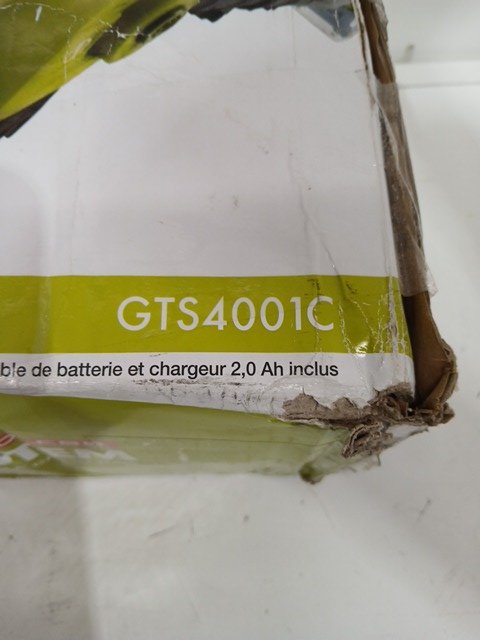 GTS4001C
ble de batterie et chargeur 2,0 Ah inclus